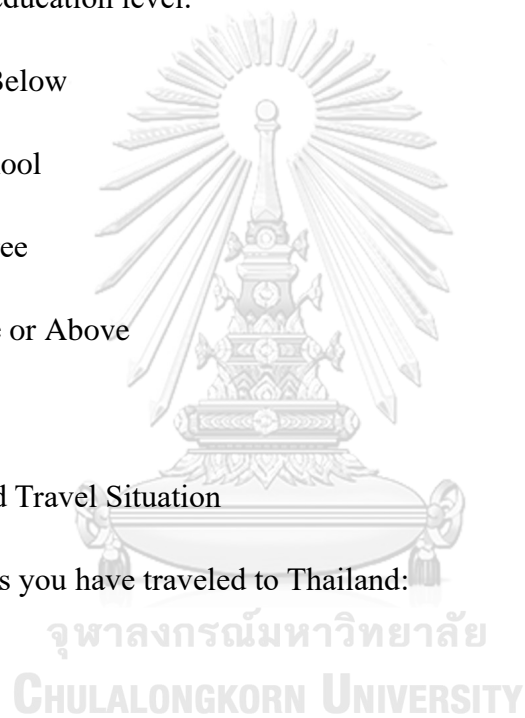 education level.
Below
ool
ee
or Above
d Travel Situation
s you have traveled to Thailand:
จุฬาลงกรณ์มหาวิทยาลัย
CHULALONGKORN UNIVERSITY